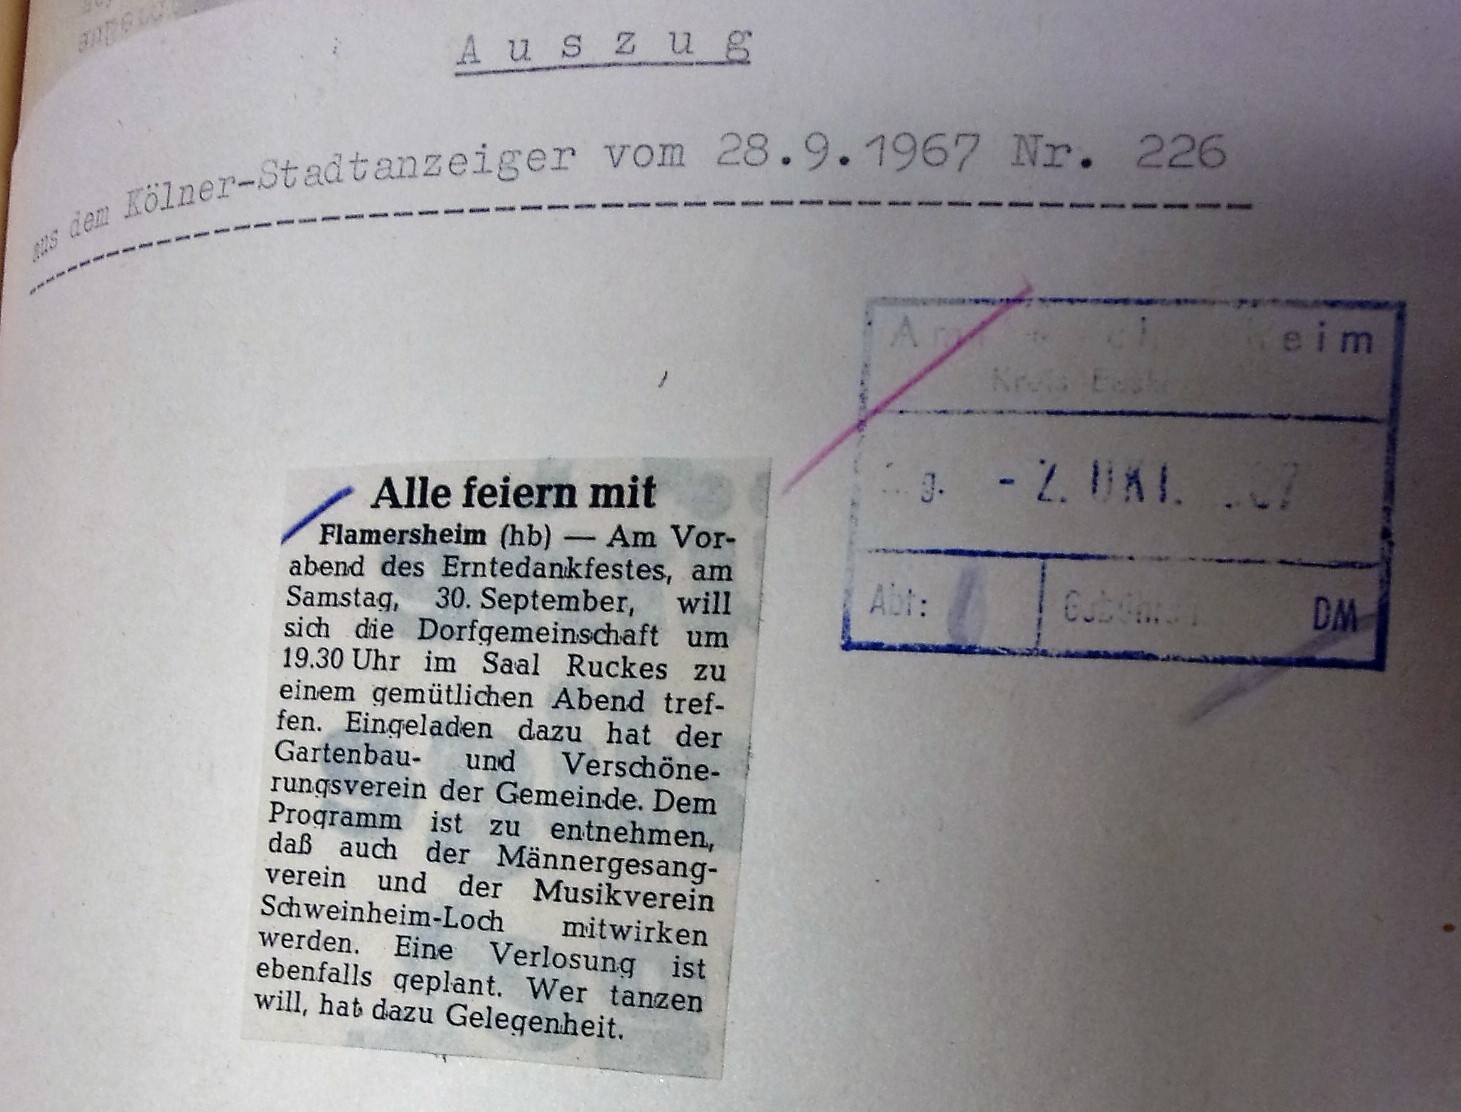 A u s z u g
aus dem Kölner-Stadtanzeiger vom 28.9.1967 Nr. 226
eim
Kreis
g. - 2. OKT.
Abt: DM
Alle feiern mit
Flamersheim (hb) — Am Vor-
abend des Erntedankfestes, am
Samstag, 30. September, will
sich die Dorfgemeinschaft um
19.30 Uhr im Saal Ruckes zu
einem gemütlichen Abend tref-
fen. Eingeladen dazu hat der
Gartenbau- und Verschöne-
rungsverein der Gemeinde. Dem
Programm ist zu entnehmen,
daß auch der Männergesang-
verein und der Musikverein
Schweinheim-Loch mitwirken
werden. Eine Verlosung ist
ebenfalls geplant. Wer tanzen
will, hat dazu Gelegenheit.